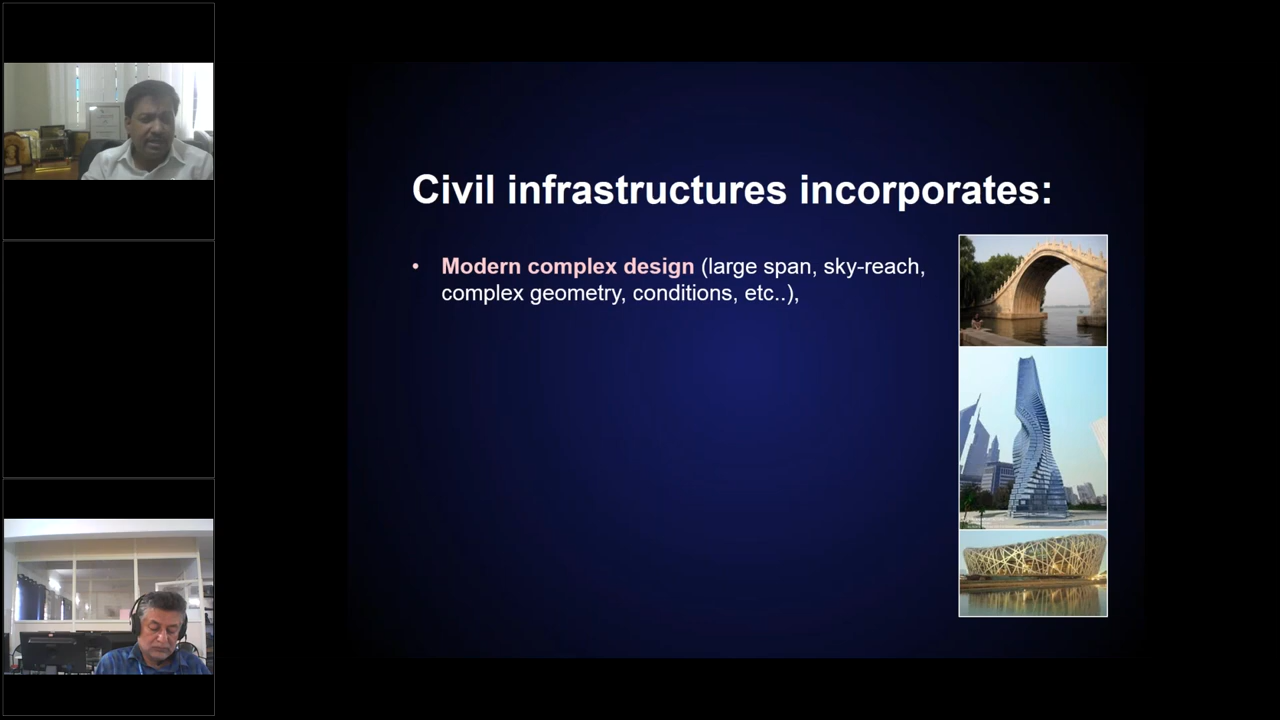 Civil infrastructures incorporates:
• Modern complex design (large span, sky-reach,
complex geometry, conditions, etc..),